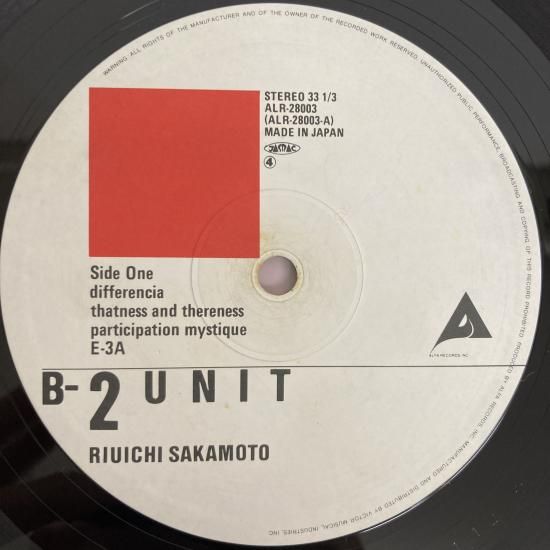 WARNING. ALL RIGHTS OF THE MANUFACTURER AND OF THE OWNER OF THE RECORDED WORK RESERVED. UNAUTHORIZED PUBLIC PERFORMANCE, BROADCASTING AND COPYING OF THIS RECORD PROHIBITED. PRODUCED BY ALFA RECORDS, INC. MANUFACTURED AND DISTRIBUTED BY VICTOR MUSICAL INDUSTRIES, INC.
STEREO 33 1/3
ALR-28003
(ALR-28003-A)
MADE IN JAPAN
JASRAC
4
Side One
differencia
thatness and thereness
participation mystique
E-3A
ALFA RECORDS INC
B-2 UNIT
RIUICHI SAKAMOTO